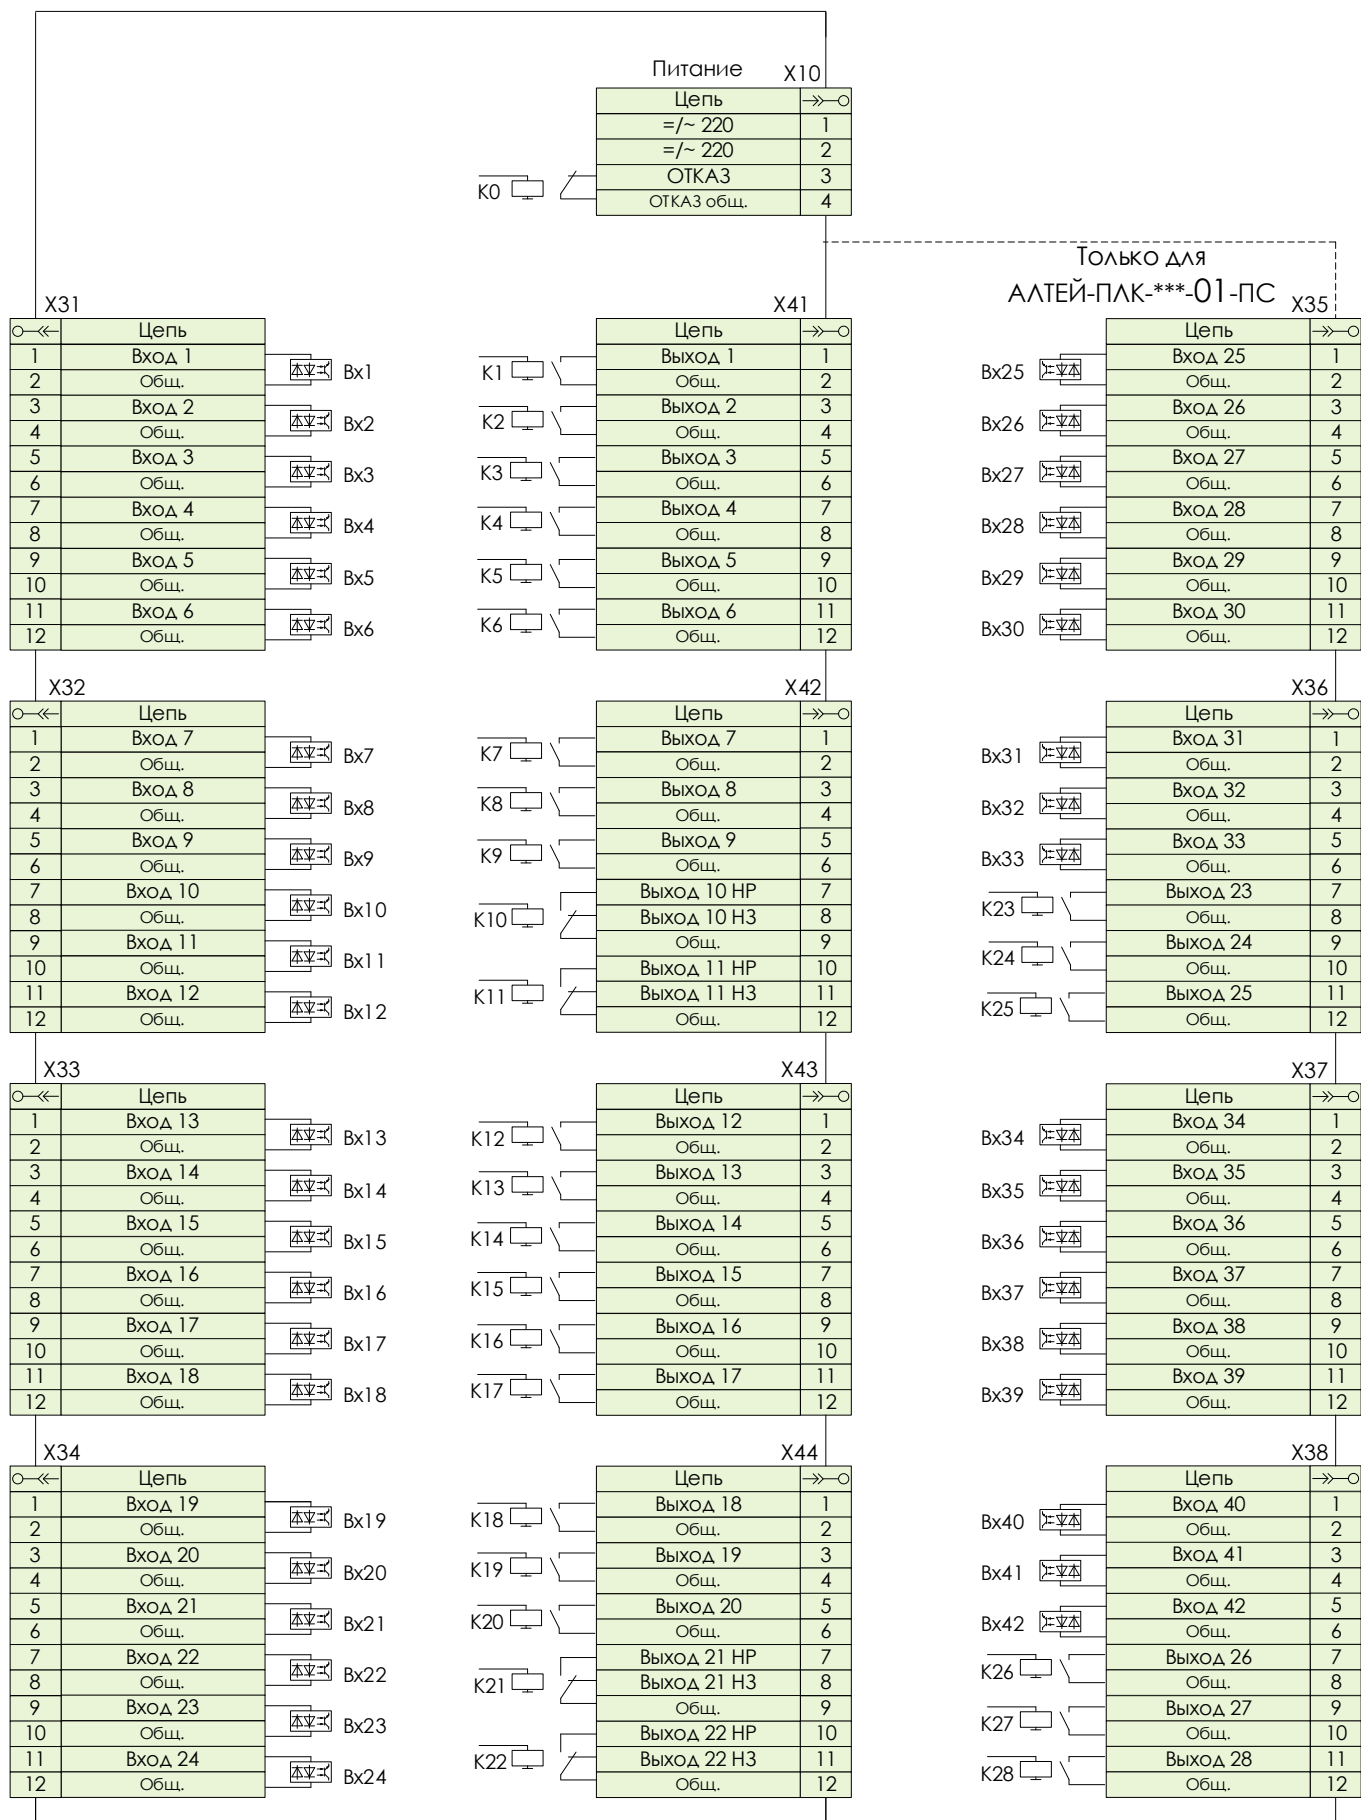 Питание X10
Цепь
=/~ 220 1
=/~ 220 2
ОТКАЗ 3
ОТКАЗ общ. 4
K0
Только для
АЛТЕЙ-ПЛК-***-01-ПС
X31
Цепь
1 Вход 1
2 Общ.
3 Вход 2
4 Общ.
5 Вход 3
6 Общ.
7 Вход 4
8 Общ.
9 Вход 5
10 Общ.
11 Вход 6
12 Общ.
Вх1
Вх2
Вх3
Вх4
Вх5
Вх6
X41
Цепь
K1 Выход 1 1
Общ. 2
K2 Выход 2 3
Общ. 4
K3 Выход 3 5
Общ. 6
K4 Выход 4 7
Общ. 8
K5 Выход 5 9
Общ. 10
K6 Выход 6 11
Общ. 12
X35
Цепь
Вх25 Вход 25 1
Общ. 2
Вх26 Вход 26 3
Общ. 4
Вх27 Вход 27 5
Общ. 6
Вх28 Вход 28 7
Общ. 8
Вх29 Вход 29 9
Общ. 10
Вх30 Вход 30 11
Общ. 12
X32
Цепь
1 Вход 7
2 Общ.
3 Вход 8
4 Общ.
5 Вход 9
6 Общ.
7 Вход 10
8 Общ.
9 Вход 11
10 Общ.
11 Вход 12
12 Общ.
Вх7
Вх8
Вх9
Вх10
Вх11
Вх12
X42
Цепь
K7 Выход 7 1
Общ. 2
K8 Выход 8 3
Общ. 4
K9 Выход 9 5
Общ. 6
Выход 10 НР 7
K10 Выход 10 НЗ 8
Общ. 9
Выход 11 НР 10
K11 Выход 11 НЗ 11
Общ. 12
X36
Цепь
Вх31 Вход 31 1
Общ. 2
Вх32 Вход 32 3
Общ. 4
Вх33 Вход 33 5
Общ. 6
K23 Выход 23 7
Общ. 8
K24 Выход 24 9
Общ. 10
K25 Выход 25 11
Общ. 12
X33
Цепь
1 Вход 13
2 Общ.
3 Вход 14
4 Общ.
5 Вход 15
6 Общ.
7 Вход 16
8 Общ.
9 Вход 17
10 Общ.
11 Вход 18
12 Общ.
Вх13
Вх14
Вх15
Вх16
Вх17
Вх18
X43
Цепь
K12 Выход 12 1
Общ. 2
K13 Выход 13 3
Общ. 4
K14 Выход 14 5
Общ. 6
K15 Выход 15 7
Общ. 8
K16 Выход 16 9
Общ. 10
K17 Выход 17 11
Общ. 12
X37
Цепь
Вх34 Вход 34 1
Общ. 2
Вх35 Вход 35 3
Общ. 4
Вх36 Вход 36 5
Общ. 6
Вх37 Вход 37 7
Общ. 8
Вх38 Вход 38 9
Общ. 10
Вх39 Вход 39 11
Общ. 12
X34
Цепь
1 Вход 19
2 Общ.
3 Вход 20
4 Общ.
5 Вход 21
6 Общ.
7 Вход 22
8 Общ.
9 Вход 23
10 Общ.
11 Вход 24
12 Общ.
Вх19
Вх20
Вх21
Вх22
Вх23
Вх24
X44
Цепь
K18 Выход 18 1
Общ. 2
K19 Выход 19 3
Общ. 4
K20 Выход 20 5
Общ. 6
Выход 21 НР 7
K21 Выход 21 НЗ 8
Общ. 9
Выход 22 НР 10
K22 Выход 22 НЗ 11
Общ. 12
X38
Цепь
Вх40 Вход 40 1
Общ. 2
Вх41 Вход 41 3
Общ. 4
Вх42 Вход 42 5
Общ. 6
K26 Выход 26 7
Общ. 8
K27 Выход 27 9
Общ. 10
K28 Выход 28 11
Общ. 12